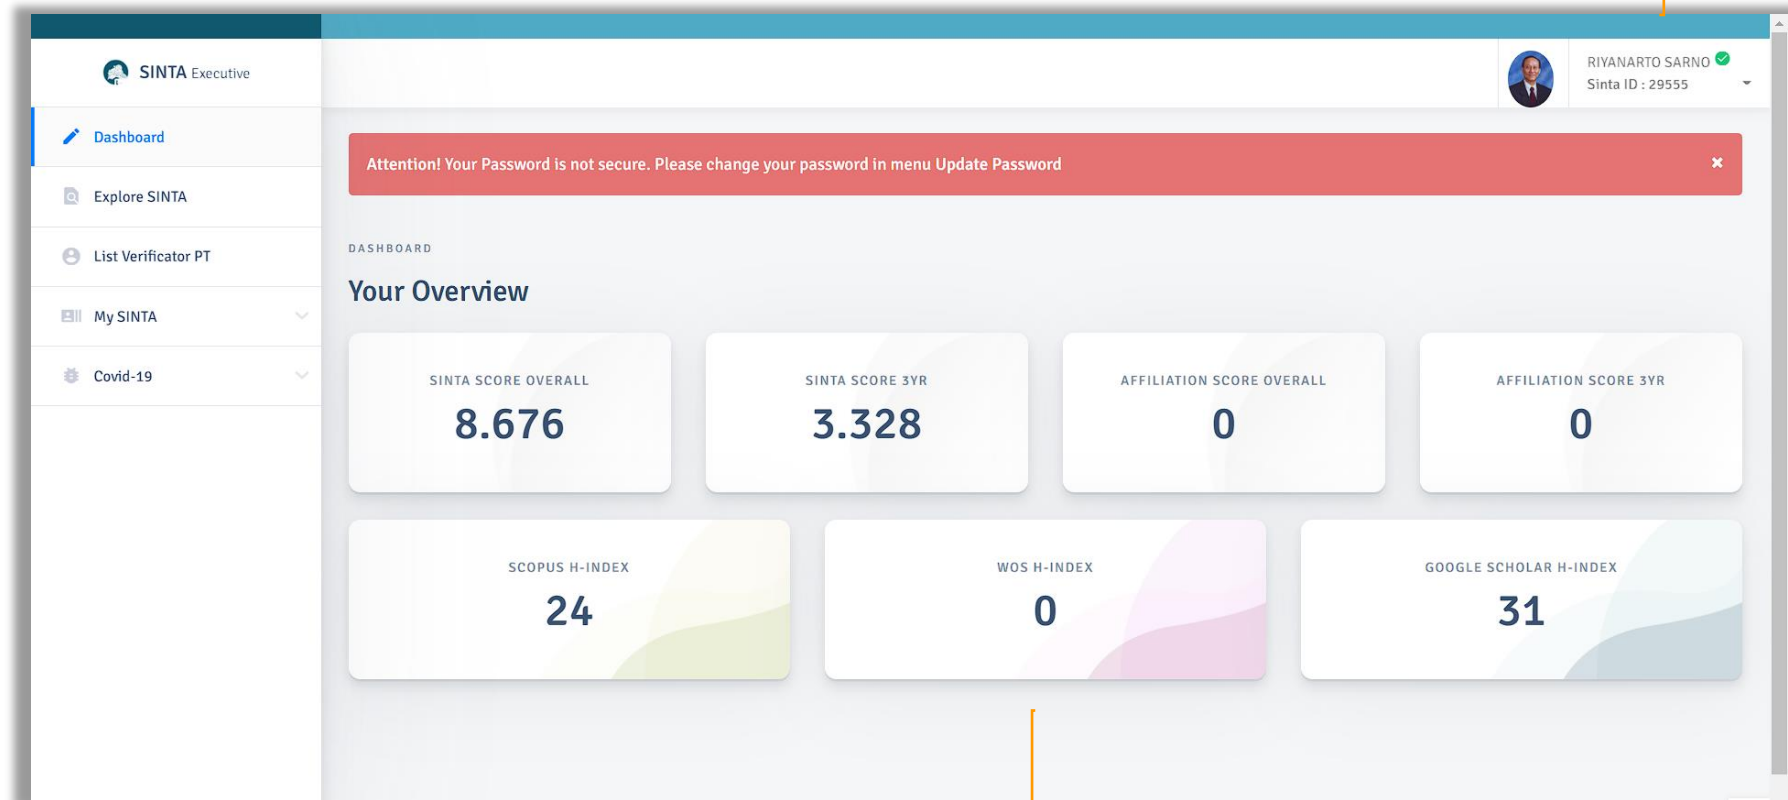 SINTA Executive
RIYANARTO SARNO
Sinta ID : 29555
Dashboard
Explore SINTA
List Verificator PT
My SINTA
Covid-19
Attention! Your Password is not secure. Please change your password in menu Update Password
DASHBOARD
Your Overview
SINTA SCORE OVERALL
8.676
SINTA SCORE 3YR
3.328
AFFILIATION SCORE OVERALL
0
AFFILIATION SCORE 3YR
0
SCOPUS H-INDEX
24
WOS H-INDEX
0
GOOGLE SCHOLAR H-INDEX
31